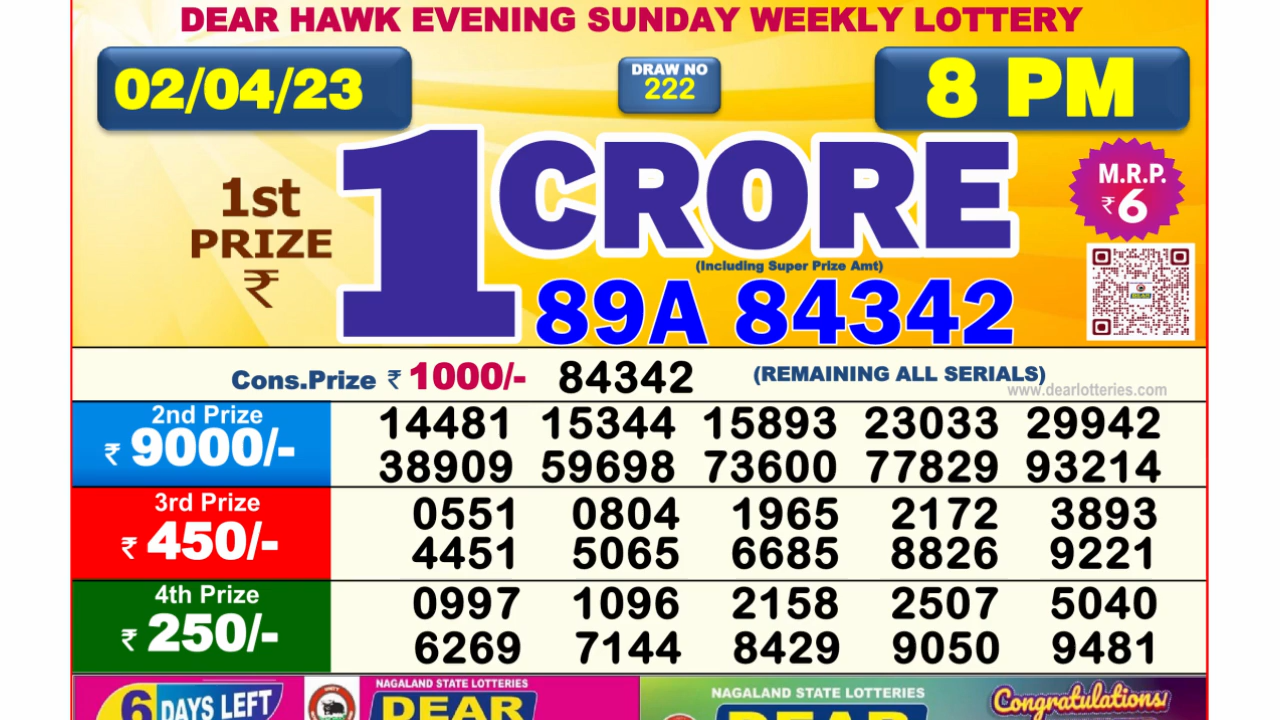 DEAR HAWK EVENING SUNDAY WEEKLY LOTTERY
02/04/23
DRAW NO
222
8 PM
1st
PRIZE
₹
1 CRORE
(Including Super Prize Amt)
89A 84342
M.R.P.
₹ 6
Cons.Prize ₹ 1000/- 84342 (REMAINING ALL SERIALS)
www.dearlotteries.com
2nd Prize
₹ 9000/-
14481 15344 15893 23033 29942
38909 59698 73600 77829 93214
3rd Prize
₹ 450/-
0551 0804 1965 2172 3893
4451 5065 6685 8826 9221
4th Prize
₹ 250/-
0997 1096 2158 2507 5040
6269 7144 8429 9050 9481
6 DAYS LEFT
NAGALAND STATE LOTTERIES
DEAR
NAGALAND STATE LOTTERIES
DEAR
Congratulations!